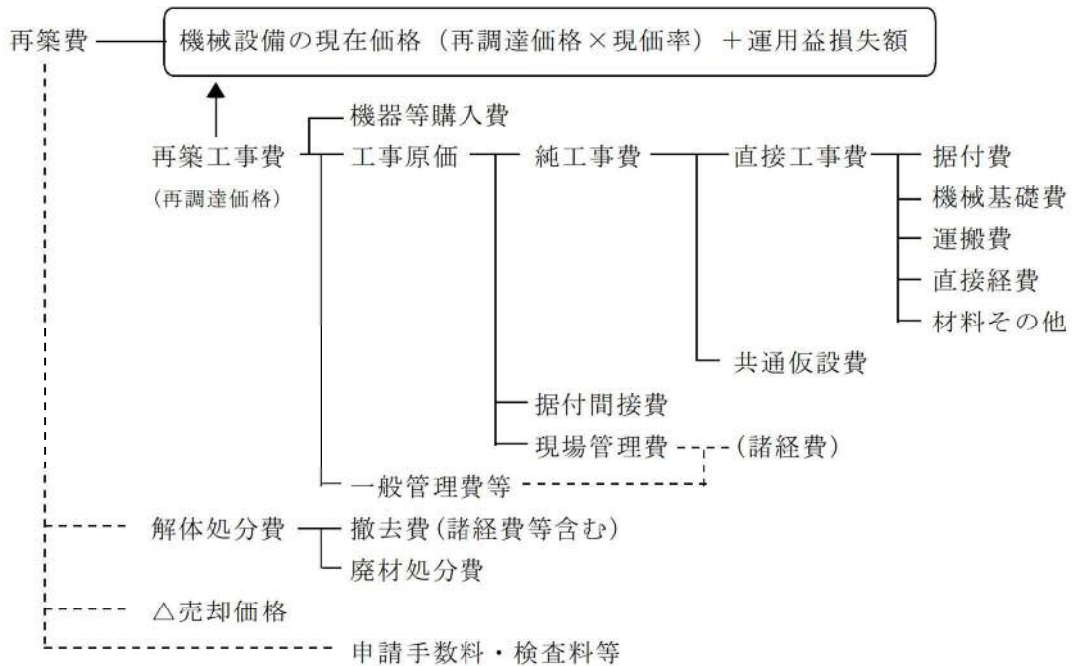 再築費 機械設備の現在価格（再調達価格×現価率）＋運用益損失額
機器等購入費
再築工事費 工事原価 純工事費 直接工事費 据付費
(再調達価格) 機械基礎費
運搬費
直接経費
材料その他
共通仮設費
据付間接費
現場管理費 (諸経費)
一般管理費等
解体処分費 撤去費(諸経費等含む)
廃材処分費
△売却価格
申請手数料・検査料等